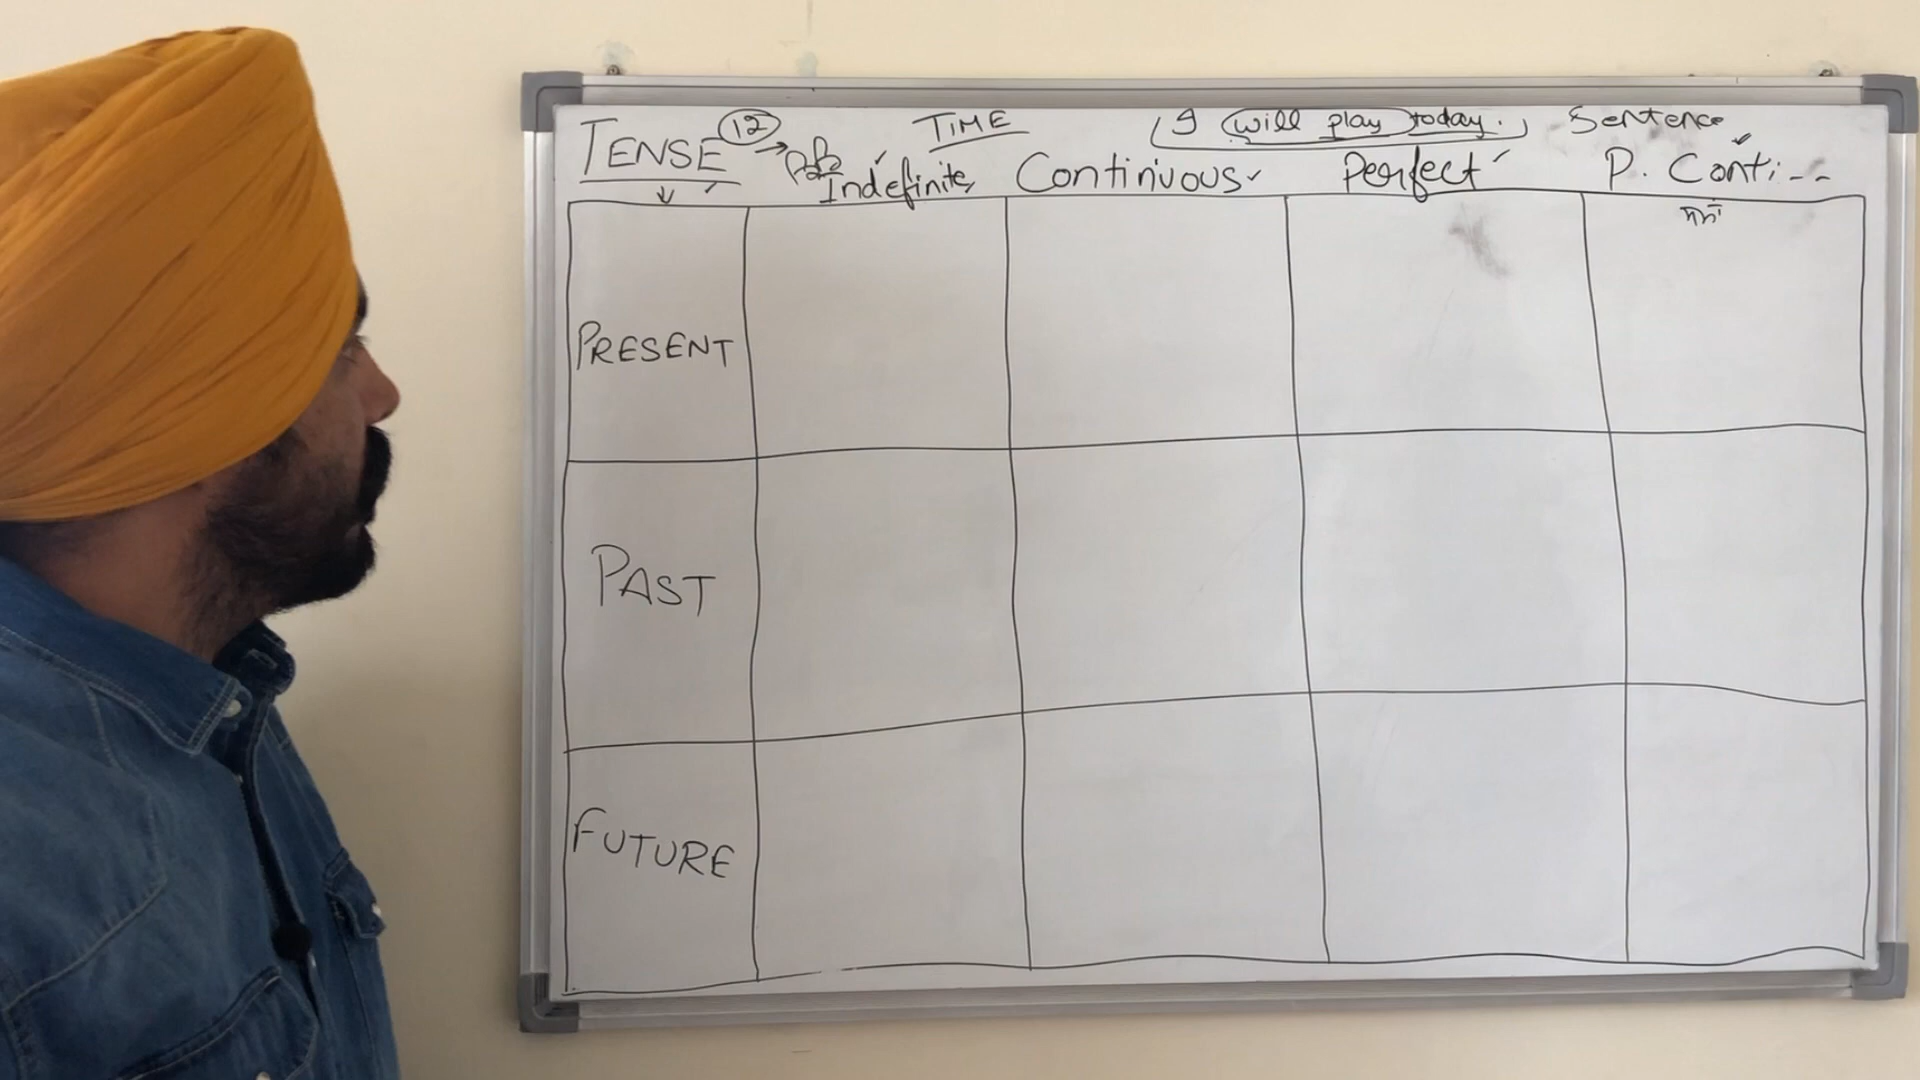 TENSE 12 TIME I will play today. Sentence
Indefinite Continuous Perfect P. Conti--
PRESENT
PAST
FUTURE